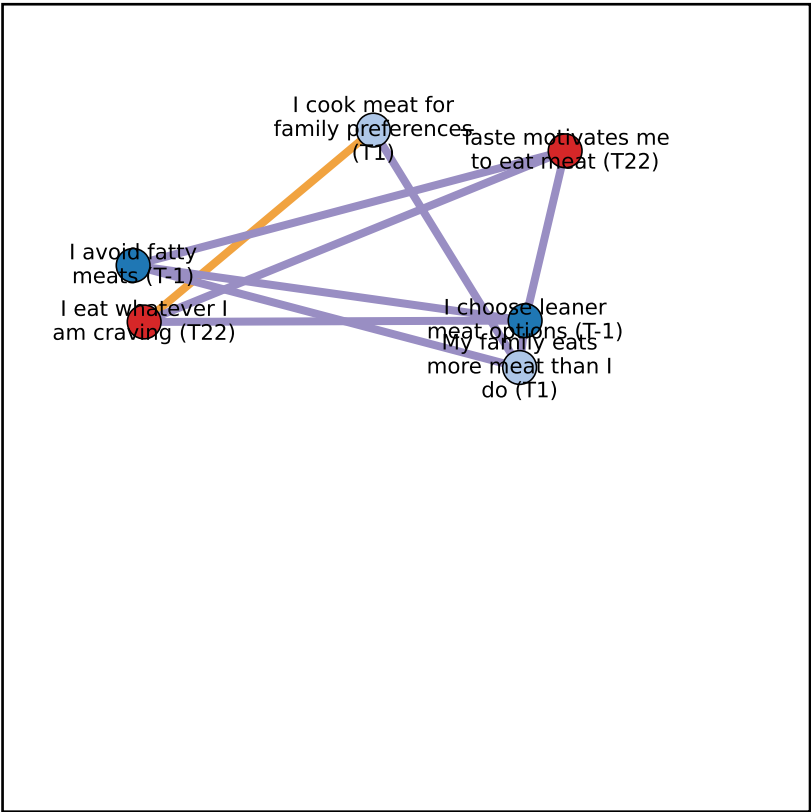 I cook meat for
family preferences
(T1)
Taste motivates me
to eat meat (T22)
I avoid fatty
meats (T-1)
I eat whatever I
am craving (T22)
I choose leaner
meat options (T-1)
My family eats
more meat than I
do (T1)